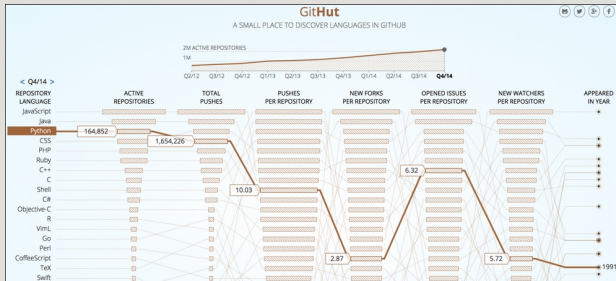 GitHut
A SMALL PLACE TO DISCOVER LANGUAGES IN GITHUB
2M ACTIVE REPOSITORIES
1M
Q2/12 Q3/12 Q4/12 Q1/13 Q2/13 Q3/13 Q4/13 Q1/14 Q2/14 Q3/14 Q4/14
< Q4/14 >
REPOSITORY LANGUAGE
ACTIVE REPOSITORIES
TOTAL PUSHES
PUSHES PER REPOSITORY
NEW FORKS PER REPOSITORY
OPENED ISSUES PER REPOSITORY
NEW WATCHERS PER REPOSITORY
APPEARED IN YEAR
JavaScript
Java
Python 164,852
CSS 1,654,226
PHP
Ruby
C++ 6.32
C
Shell 10.03
C#
Objective-C
R
VimL
Go
Perl
CoffeeScript 2.87 5.72
TeX 1991
Swift